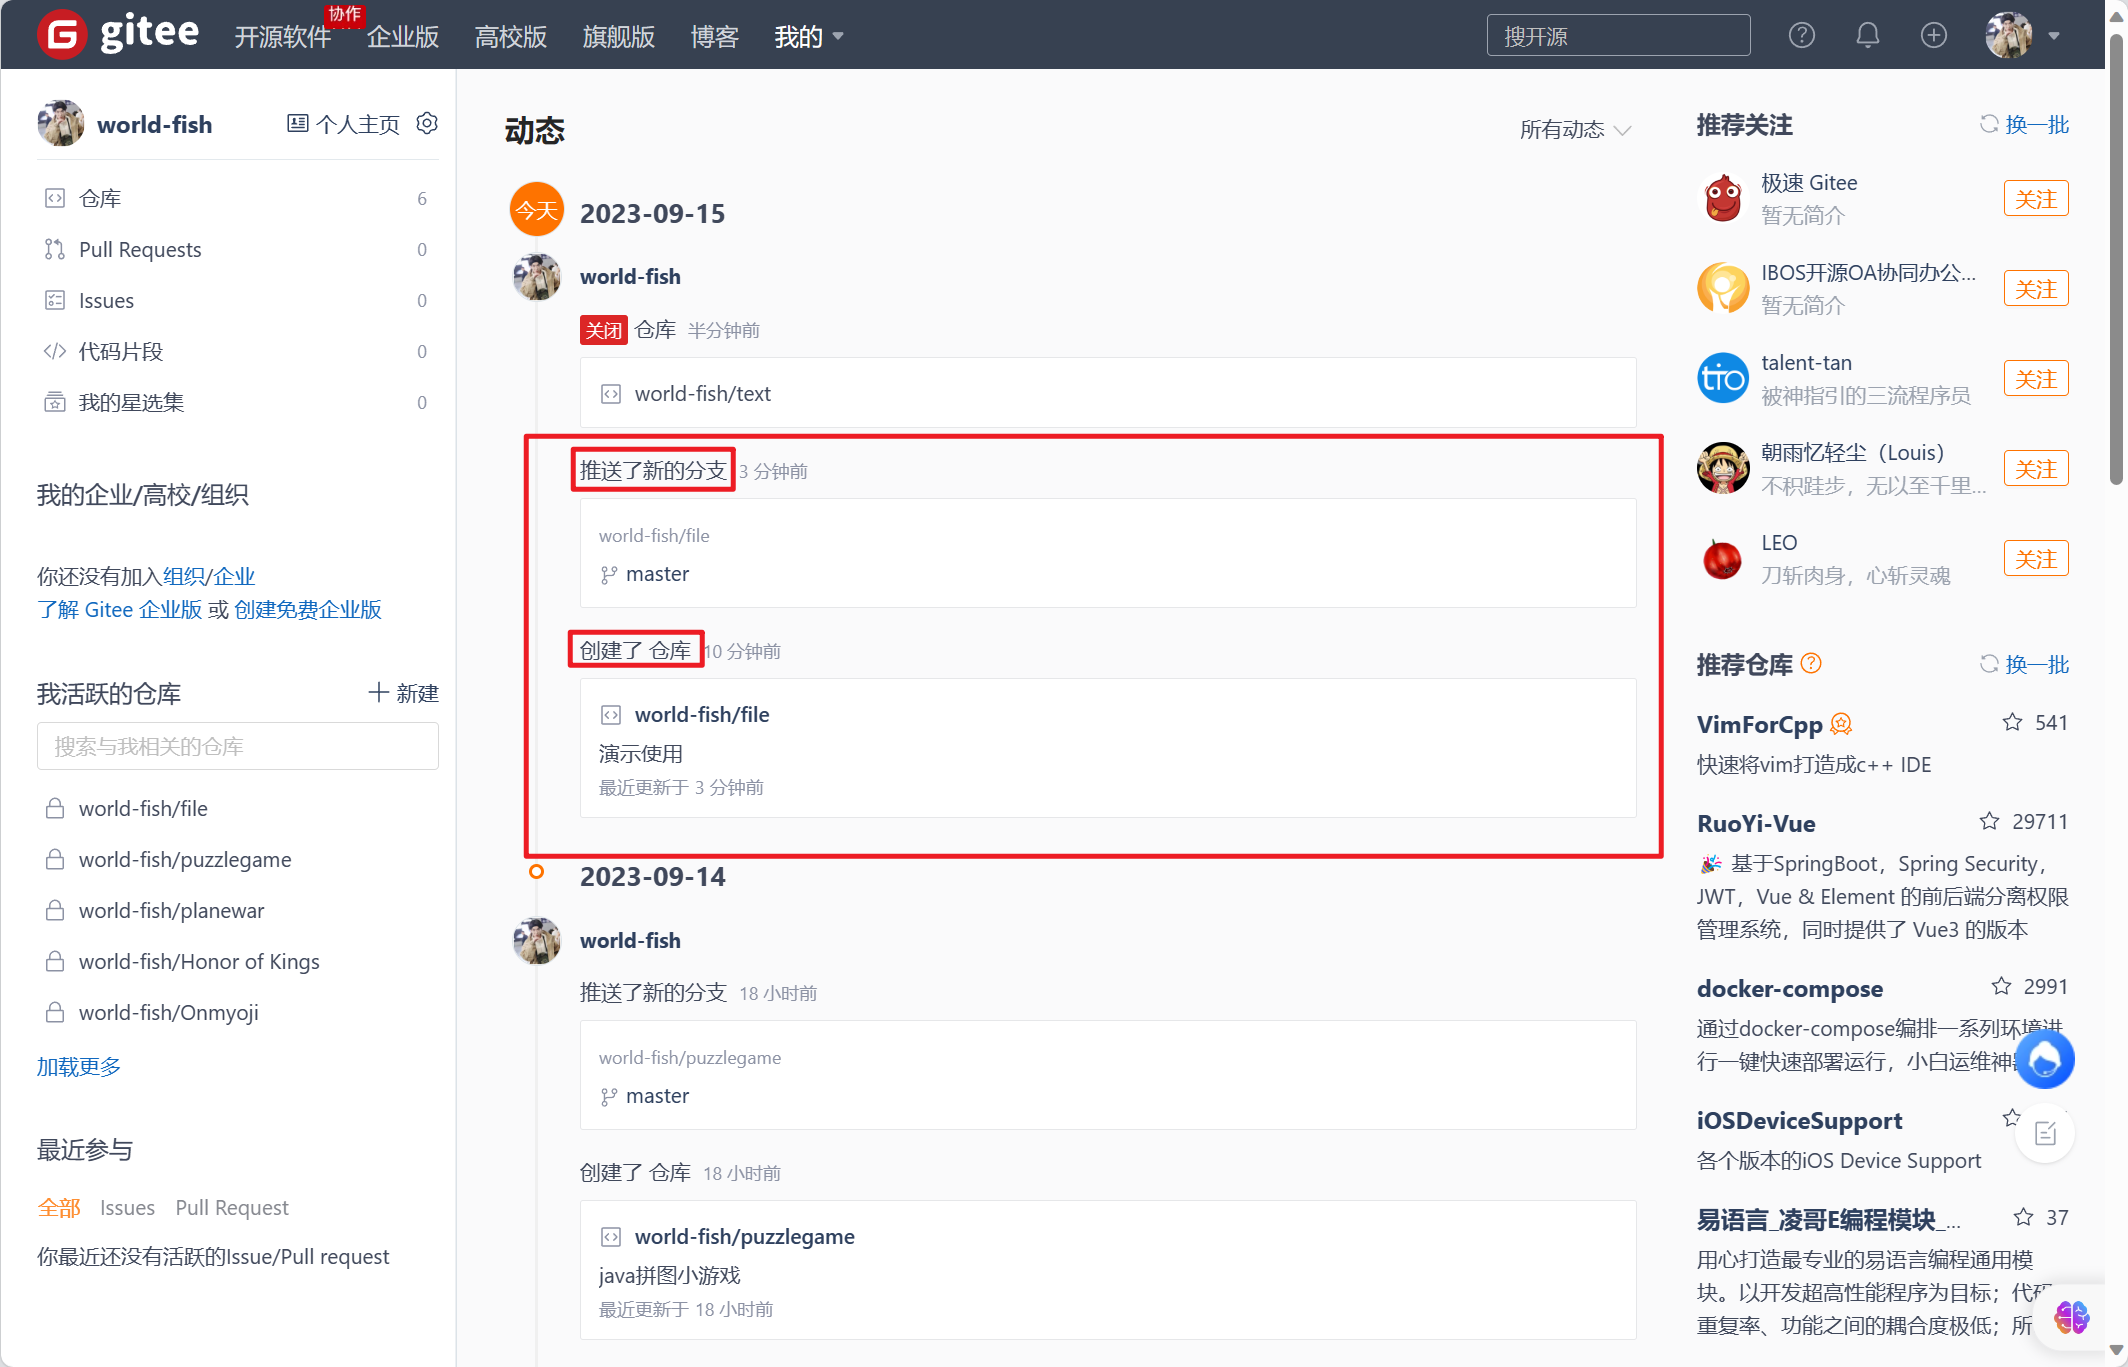 gitee
开源软件
协作
企业版
高校版
旗舰版
博客
我的
搜开源
world-fish
个人主页
仓库 6
Pull Requests 0
Issues 0
代码片段 0
我的星选集 0
我的企业/高校/组织
你还没有加入组织/企业
了解 Gitee 企业版 或 创建免费企业版
我活跃的仓库
新建
搜索与我相关的仓库
world-fish/file
world-fish/puzzlegame
world-fish/planewar
world-fish/Honor of Kings
world-fish/Onmyoji
加载更多
最近参与
全部 Issues Pull Request
你最近还没有活跃的Issue/Pull request
动态
所有动态
今天
2023-09-15
world-fish
关闭 仓库 半分钟前
world-fish/text
推送了新的分支 3 分钟前
world-fish/file
master
创建了 仓库 10 分钟前
world-fish/file
演示使用
最近更新于 3 分钟前
2023-09-14
world-fish
推送了新的分支 18 小时前
world-fish/puzzlegame
master
创建了 仓库 18 小时前
world-fish/puzzlegame
java拼图小游戏
最近更新于 18 小时前
推荐关注
换一批
极速 Gitee
暂无简介
关注
IBOS开源OA协同办公...
暂无简介
关注
tio
talent-tan
被神指引的三流程序员
关注
朝雨忆轻尘（Louis）
不积跬步，无以至千里...
关注
LEO
刀斩肉身，心斩灵魂
关注
推荐仓库
换一批
VimForCpp 541
快速将vim打造成c++ IDE
RuoYi-Vue 29711
基于SpringBoot，Spring Security，
JWT，Vue & Element 的前后端分离权限
管理系统，同时提供了 Vue3 的版本
docker-compose 2991
通过docker-compose编排一系列环境进
行一键快速部署运行，小白运维神
iOSDeviceSupport
各个版本的iOS Device Support
易语言_凌哥E编程模块_... 37
用心打造最专业的易语言编程通用模
块。以开发超高性能程序为目标；代
重复率、功能之间的耦合度极低；所